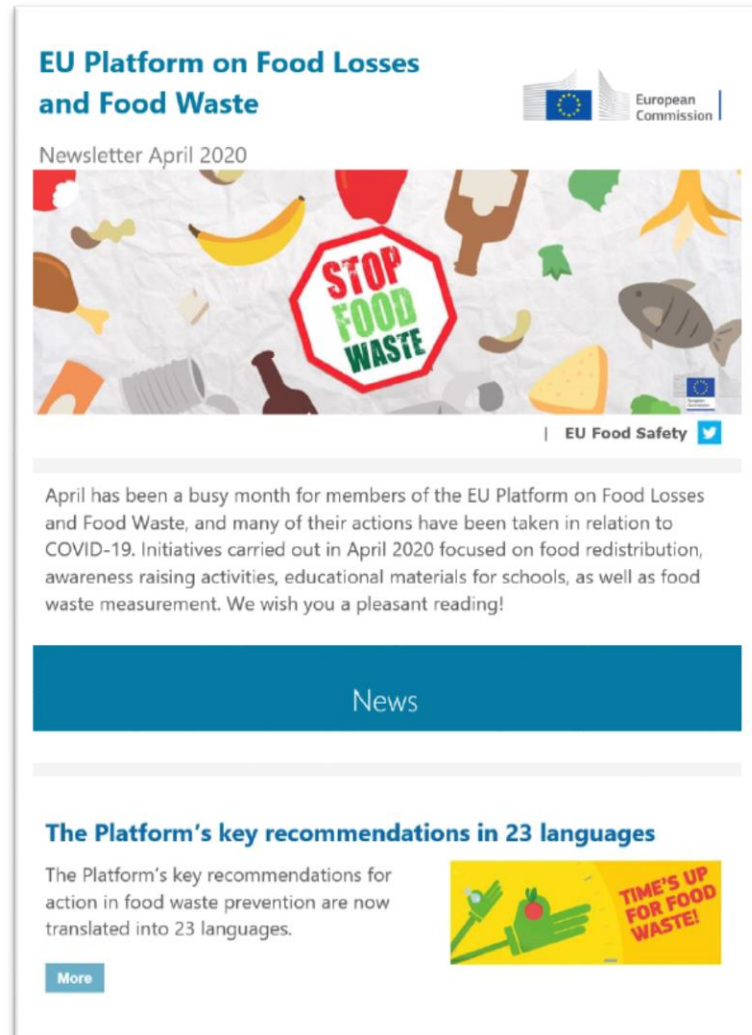 EU Platform on Food Losses
and Food Waste
European
Commission
Newsletter April 2020
STOP
FOOD
WASTE
| EU Food Safety
April has been a busy month for members of the EU Platform on Food Losses
and Food Waste, and many of their actions have been taken in relation to
COVID-19. Initiatives carried out in April 2020 focused on food redistribution,
awareness raising activities, educational materials for schools, as well as food
waste measurement. We wish you a pleasant reading!
News
The Platform's key recommendations in 23 languages
The Platform's key recommendations for
action in food waste prevention are now
translated into 23 languages.
TIME'S UP
FOR FOOD
WASTE!
More